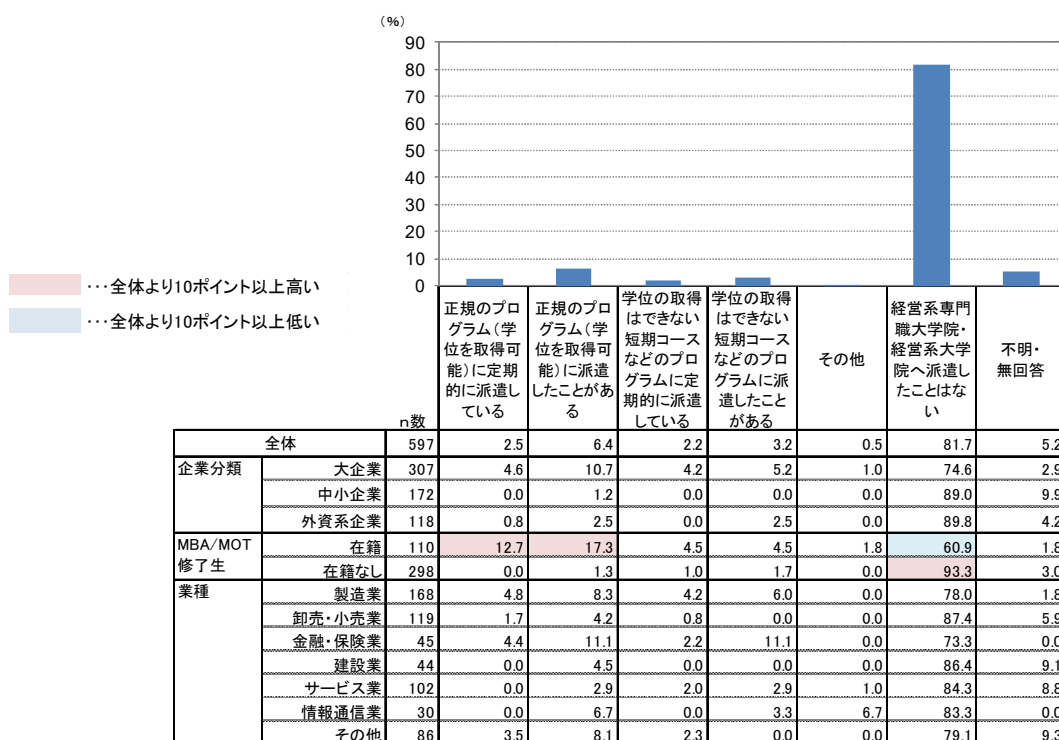 （%）
90
80
70
60
50
40
30
20
10
0
･･･全体より10ポイント以上高い
･･･全体より10ポイント以上低い
n数
正規のプロ
グラム（学
位を取得可
能）に定期
的に派遣し
ている
正規のプロ
グラム（学
位を取得可
能）に派遣
したことがあ
る
学位の取得
はできない
短期コース
などのプロ
グラムに定
期的に派遣
している
学位の取得
はできない
短期コース
などのプロ
グラムに派
遣したこと
がある
その他
経営系専門
職大学院・
経営系大学
院へ派遣し
たことはな
い
不明・
無回答
全体 597 2.5 6.4 2.2 3.2 0.5 81.7 5.2
企業分類 大企業 307 4.6 10.7 4.2 5.2 1.0 74.6 2.9
中小企業 172 0.0 1.2 0.0 0.0 0.0 89.0 9.9
外資系企業 118 0.8 2.5 0.0 2.5 0.0 89.8 4.2
MBA/MOT 在籍 110 12.7 17.3 4.5 4.5 1.8 60.9 1.8
修了生 在籍なし 298 0.0 1.3 1.0 1.7 0.0 93.3 3.0
業種 製造業 168 4.8 8.3 4.2 6.0 0.0 78.0 1.8
卸売・小売業 119 1.7 4.2 0.8 0.0 0.0 87.4 5.9
金融・保険業 45 4.4 11.1 2.2 11.1 0.0 73.3 0.0
建設業 44 0.0 4.5 0.0 0.0 0.0 86.4 9.1
サービス業 102 0.0 2.9 2.0 2.9 1.0 84.3 8.8
情報通信業 30 0.0 6.7 0.0 3.3 6.7 83.3 0.0
その他 86 3.5 8.1 2.3 0.0 0.0 79.1 9.3